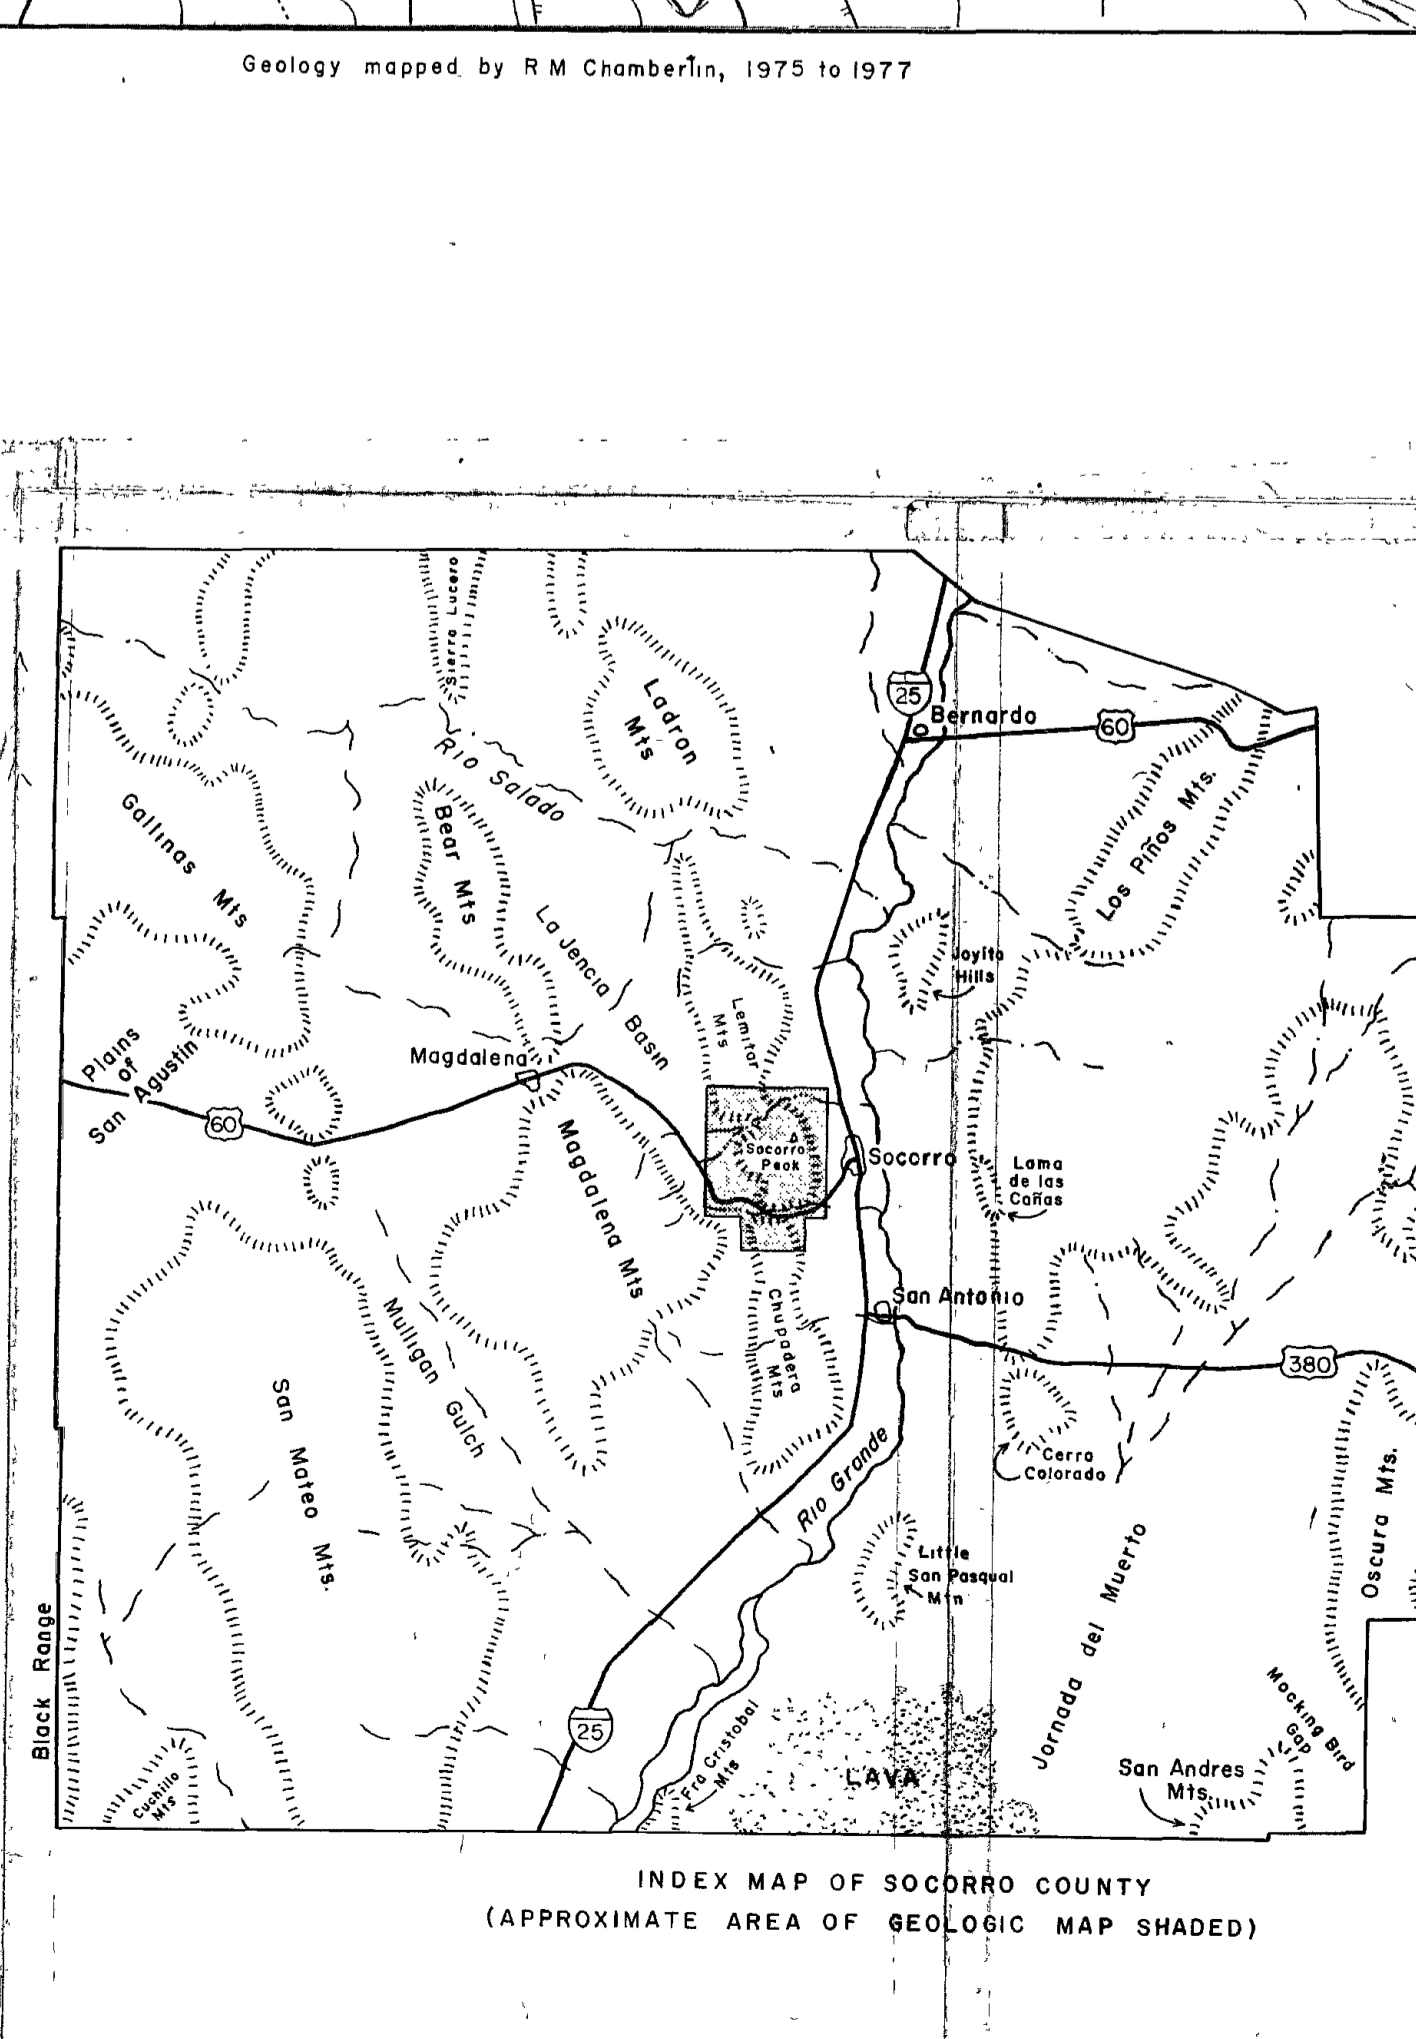 Geology mapped by R M Chamberlin, 1975 to 1977
Sierra Lucero
Ladron
Mts
25
Bernardo
60
Rio Salado
Gallinas Mts
Bear Mts
Los Piños Mts.
La Jencia Basin
Joyita
Hills
Lemitar
Mts
Plains
of
San Agustin
Magdalena
60
Socorro
Peak
Socorro
Loma
de las
Cañas
Magdalena Mts
San Antonio
Mulligan Gulch
Chupadera
Mts
380
San Mateo Mts.
Rio Grande
Cerro
Colorado
Oscura Mts.
Little
San Pasqual
Mtn
Jornada del Muerto
Black Range
25
Fra Cristobal
Mts
Mocking Bird
Gap
LAVA
San Andres
Mts.
Cuchillo
Mts
INDEX MAP OF SOCORRO COUNTY
(APPROXIMATE AREA OF GEOLOGIC MAP SHADED)